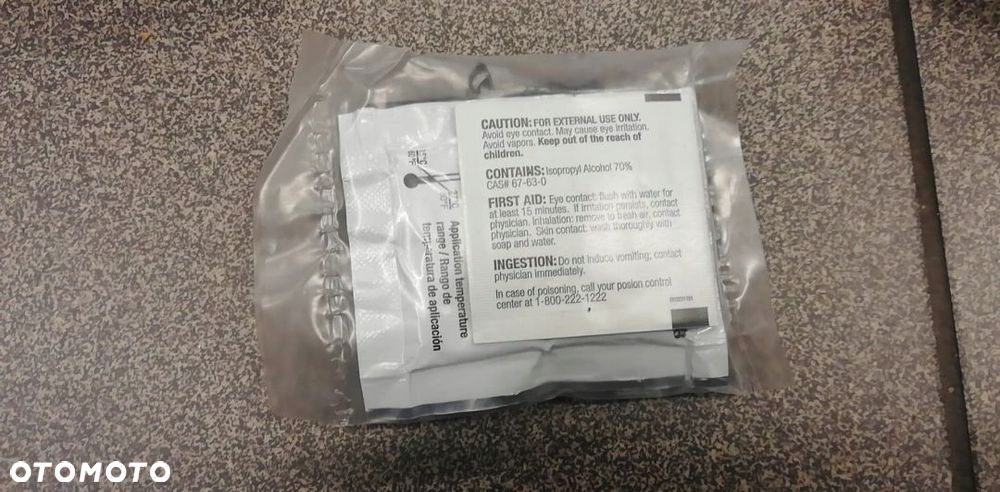 CAUTION: FOR EXTERNAL USE ONLY.
Avoid eye contact. May cause eye irritation.
Avoid vapors. Keep out of the reach of
children.
CONTAINS: Isopropyl Alcohol 70%
CAS# 67-63-0
FIRST AID: Eye contact: flush with water for
at least 15 minutes. If irritation persists, contact
physician. Inhalation: remove to fresh air, contact
physician. Skin contact: wash thoroughly with
soap and water.
INGESTION: Do not induce vomiting; contact
physician immediately.
In case of poisoning, call your posion control
center at 1-800-222-1222
Application temperature
range / Rango de
temperatura de aplicación
OTOMOTO